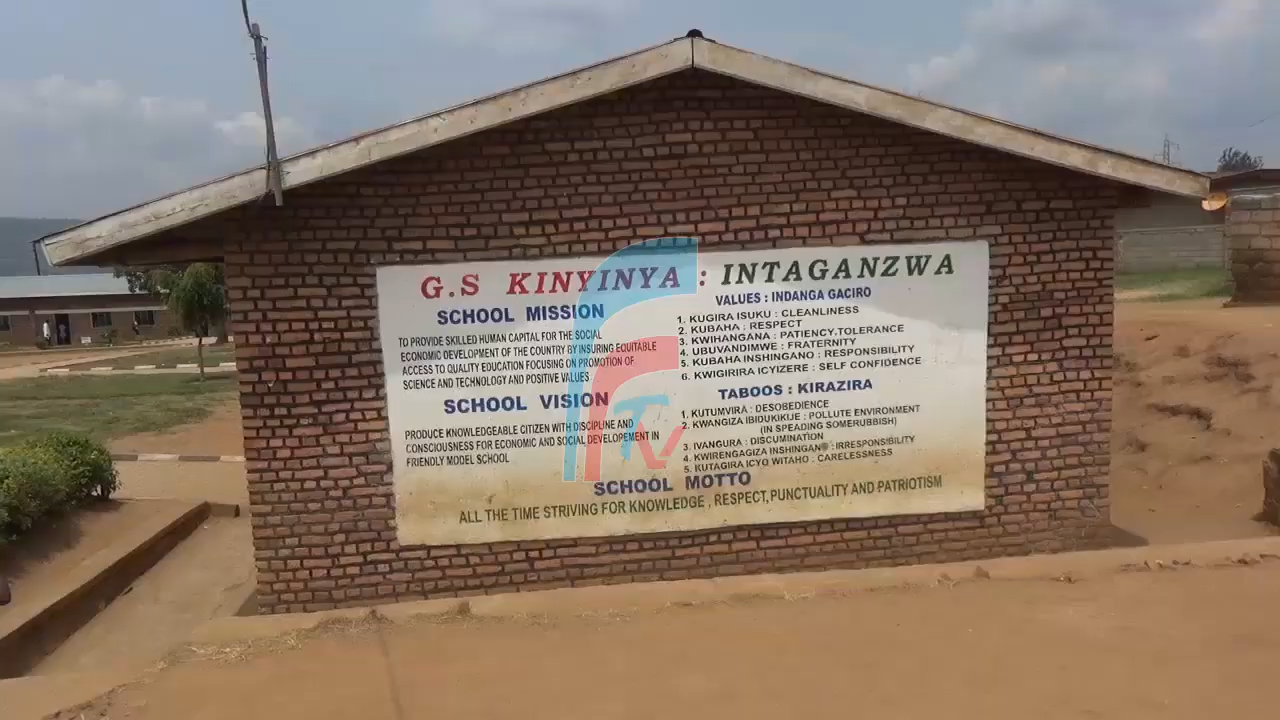 G.S KINYINYA : INTAGANZWA
SCHOOL MISSION
TO PROVIDE SKILLED HUMAN CAPITAL FOR THE SOCIAL
ECONOMIC DEVELOPMENT OF THE COUNTRY BY INSURING EQUITABLE
ACCESS TO QUALITY EDUCATION FOCUSING ON PROMOTION OF
SCIENCE AND TECHNOLOGY AND POSITIVE VALUES
SCHOOL VISION
PRODUCE KNOWLEDGEABLE CITIZEN WITH DISCIPLINE AND
CONSCIOUSNESS FOR ECONOMIC AND SOCIAL DEVELOPEMENT IN
FRIENDLY MODEL SCHOOL
VALUES : INDANGA GACIRO
1. KUGIRA ISUKU : CLEANLINESS
2. KUBAHA : RESPECT
3. KWIHANGANA : PATIENCY.TOLERANCE
4. UBUVANDIMWE : FRATERNITY
5. KUBAHA INSHINGANO : RESPONSIBILITY
6. KWIGIRIRA ICYIZERE : SELF CONFIDENCE
TABOOS : KIRAZIRA
1. KUTUMVIRA : DESOBEDIENCE
2. KWANGIZA IBIDUKIKIJE : POLLUTE ENVIRONMENT
(IN SPEADING SOMERUBBISH)
3. IVANGURA : DISCUMINATION
4. KWIRENGAGIZA INSHINGANO : IRRESPONSIBILITY
5. KUTAGIRA ICYO WITAHO : CARELESSNESS
SCHOOL MOTTO
ALL THE TIME STRIVING FOR KNOWLEDGE , RESPECT,PUNCTUALITY AND PATRIOTISM
TV